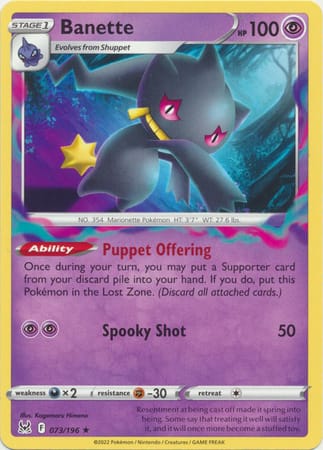 STAGE 1
Banette
HP 100
Evolves from Shuppet
NO. 354 Marionette Pokémon HT: 3'7" WT: 27.6 lbs.
Ability Puppet Offering
Once during your turn, you may put a Supporter card
from your discard pile into your hand. If you do, put this
Pokémon in the Lost Zone. (Discard all attached cards.)
Spooky Shot 50
weakness ×2 resistance -30 retreat
Illus. Kagemaru Himeno
F 073/196 ★
Resentment at being cast off made it spring into
being. Some say that treating it well will satisfy
it, and it will once more become a stuffed toy.
©2022 Pokémon / Nintendo / Creatures / GAME FREAK